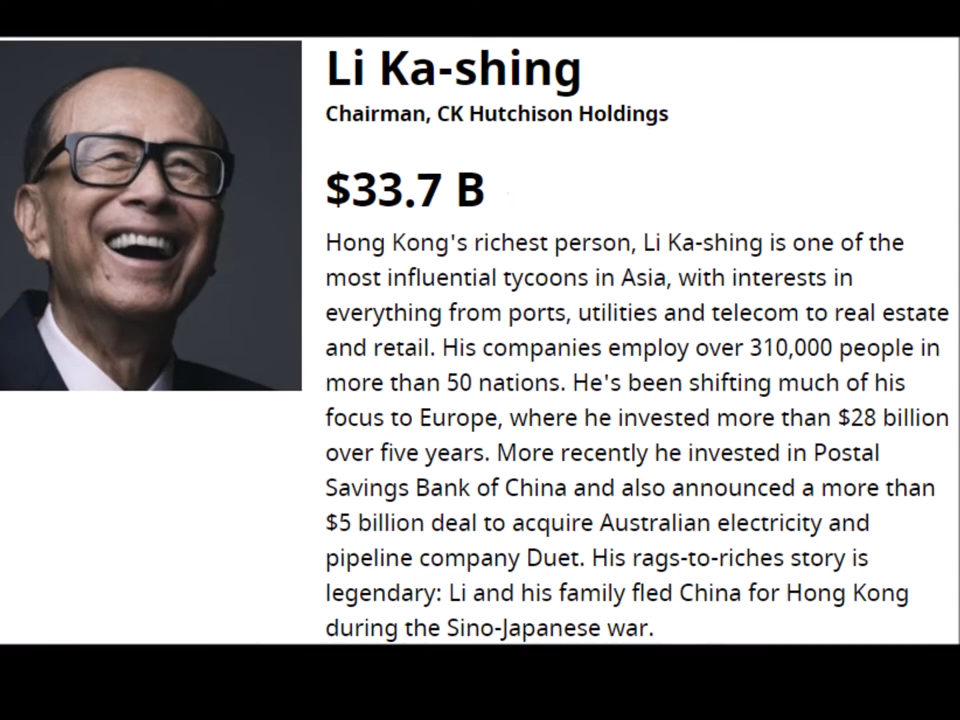 Li Ka-shing
Chairman, CK Hutchison Holdings
$33.7 B
Hong Kong's richest person, Li Ka-shing is one of the
most influential tycoons in Asia, with interests in
everything from ports, utilities and telecom to real estate
and retail. His companies employ over 310,000 people in
more than 50 nations. He's been shifting much of his
focus to Europe, where he invested more than $28 billion
over five years. More recently he invested in Postal
Savings Bank of China and also announced a more than
$5 billion deal to acquire Australian electricity and
pipeline company Duet. His rags-to-riches story is
legendary: Li and his family fled China for Hong Kong
during the Sino-Japanese war.